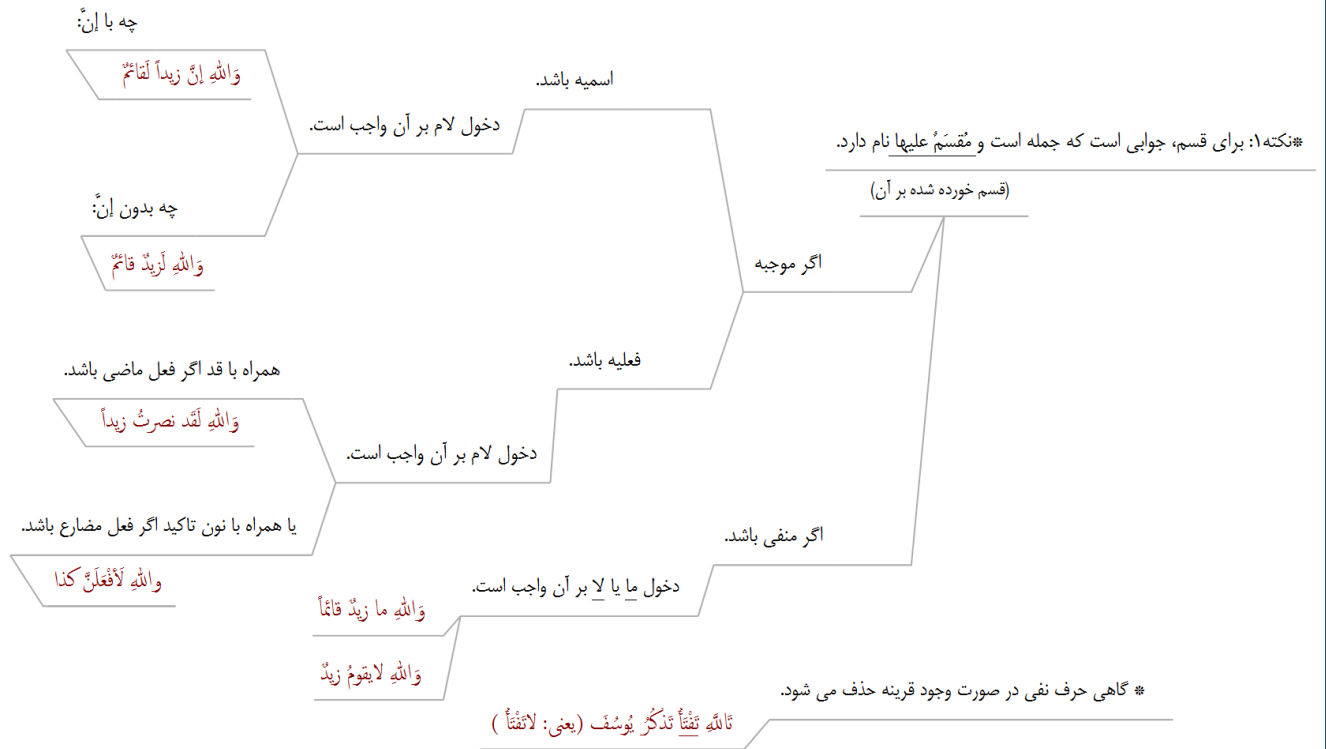 *نکته۱: برای قسم، جوابی است که جمله است و مُقسَمٌ علیها نام دارد.
(قسم خورده شده بر آن)
اگر موجبه
اسمیه باشد.
دخول لام بر آن واجب است.
چه با إنَّ:
وَاللهِ إنَّ زیداً لَقائمٌ
چه بدون إنَّ:
وَاللهِ لَزیدٌ قائمٌ
فعلیه باشد.
دخول لام بر آن واجب است.
همراه با قد اگر فعل ماضی باشد.
وَاللهِ لَقَد نصرتُ زیداً
یا همراه با نون تاکید اگر فعل مضارع باشد.
واللهِ لَأفْعَلَنَّ کذا
اگر منفی باشد.
دخول ما یا لا بر آن واجب است.
وَاللهِ ما زیدٌ قائماً
وَاللهِ لایقومُ زیدٌ
* گاهی حرف نفی در صورت وجود قرینه حذف می شود.
تَاللَّهِ تَفْتَأُ تَذْكُرُ يُوسُفَ (یعنی: لاتَفْتَأُ )